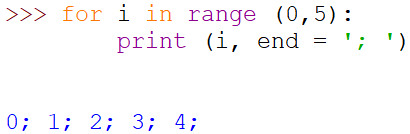 >>> for i in range (0,5):
        print (i, end = '; ')
0; 1; 2; 3; 4;